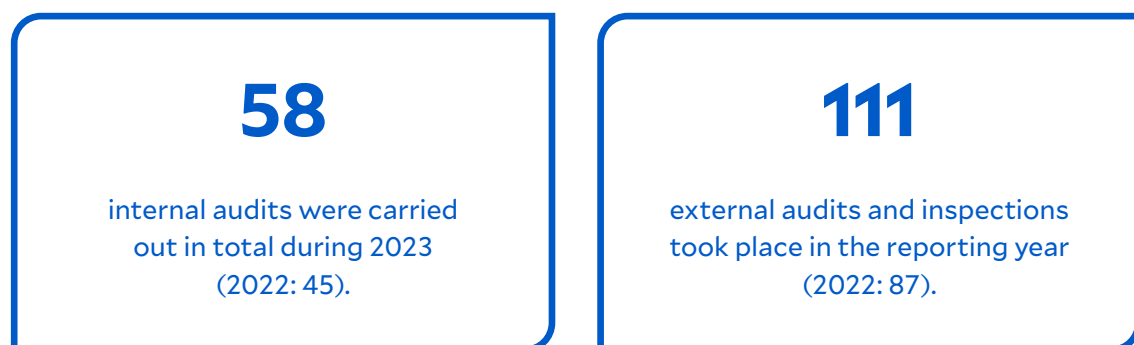 58
internal audits were carried
out in total during 2023
(2022: 45).
111
external audits and inspections
took place in the reporting year
(2022: 87).